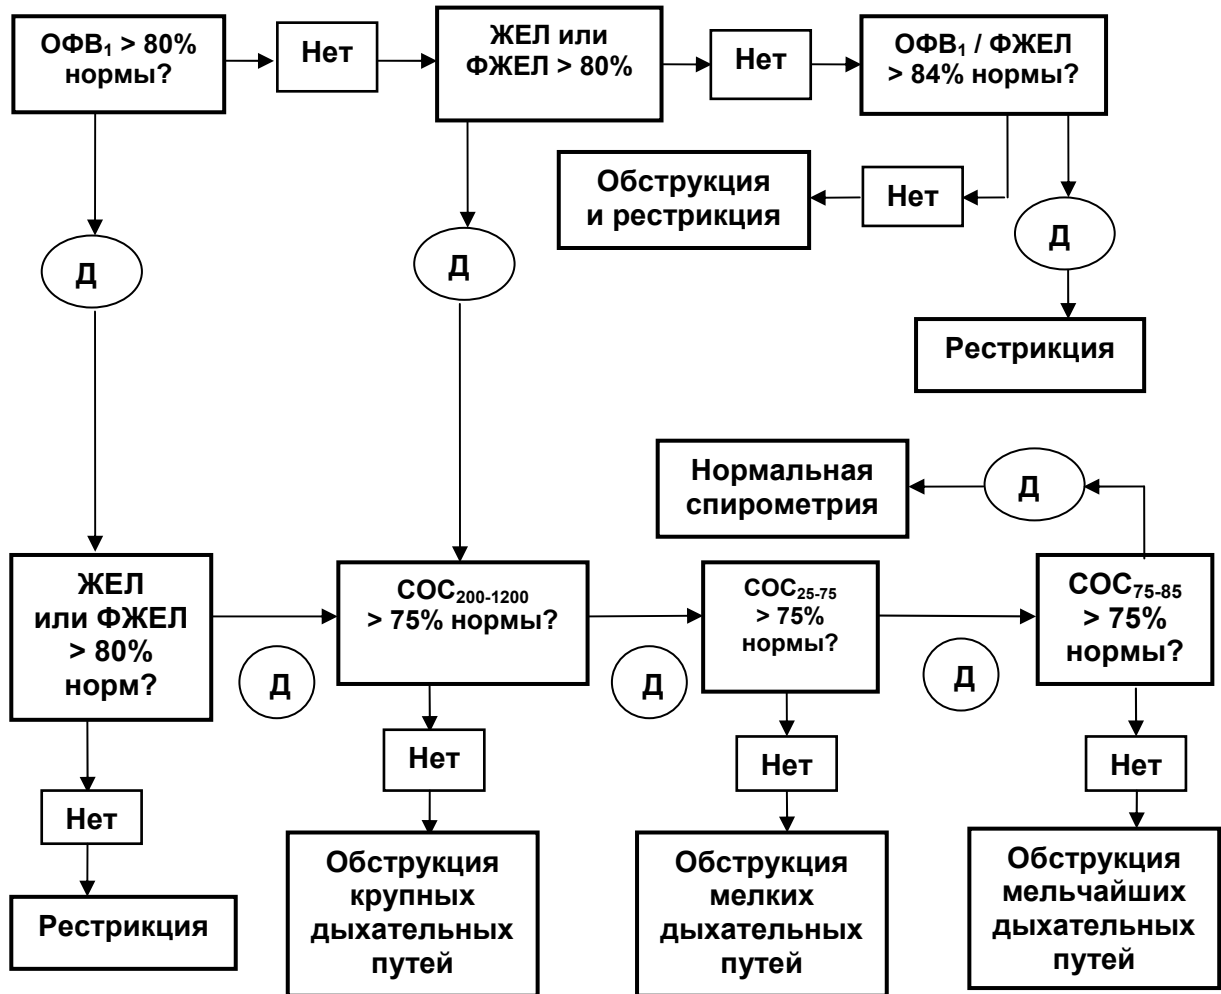 ОФВ₁ > 80%
нормы?
Нет
ЖЕЛ или
ФЖЕЛ > 80%
Нет
ОФВ₁ / ФЖЕЛ
> 84% нормы?
Обструкция
и рестрикция
Нет
Д
Д
Д
Рестрикция
Нормальная
спирометрия
Д
ЖЕЛ
или ФЖЕЛ
> 80%
норм?
Д
СОС₂₀₀₋₁₂₀₀
> 75% нормы?
Д
СОС₂₅₋₇₅
> 75%
нормы?
Д
СОС₇₅₋₈₅
> 75%
нормы?
Нет
Нет
Нет
Нет
Рестрикция
Обструкция
крупных
дыхательных
путей
Обструкция
мелких
дыхательных
путей
Обструкция
мельчайших
дыхательных
путей